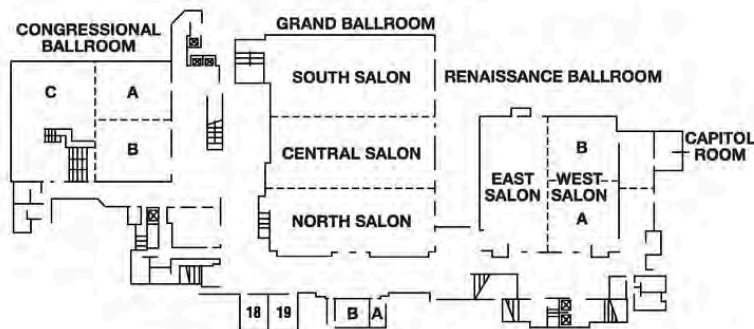 CONGRESSIONAL
BALLROOM
C
A
B
GRAND BALLROOM
SOUTH SALON
CENTRAL SALON
NORTH SALON
RENAISSANCE BALLROOM
EAST
SALON
B
WEST
SALON
A
CAPITOL
ROOM
18
19
B
A